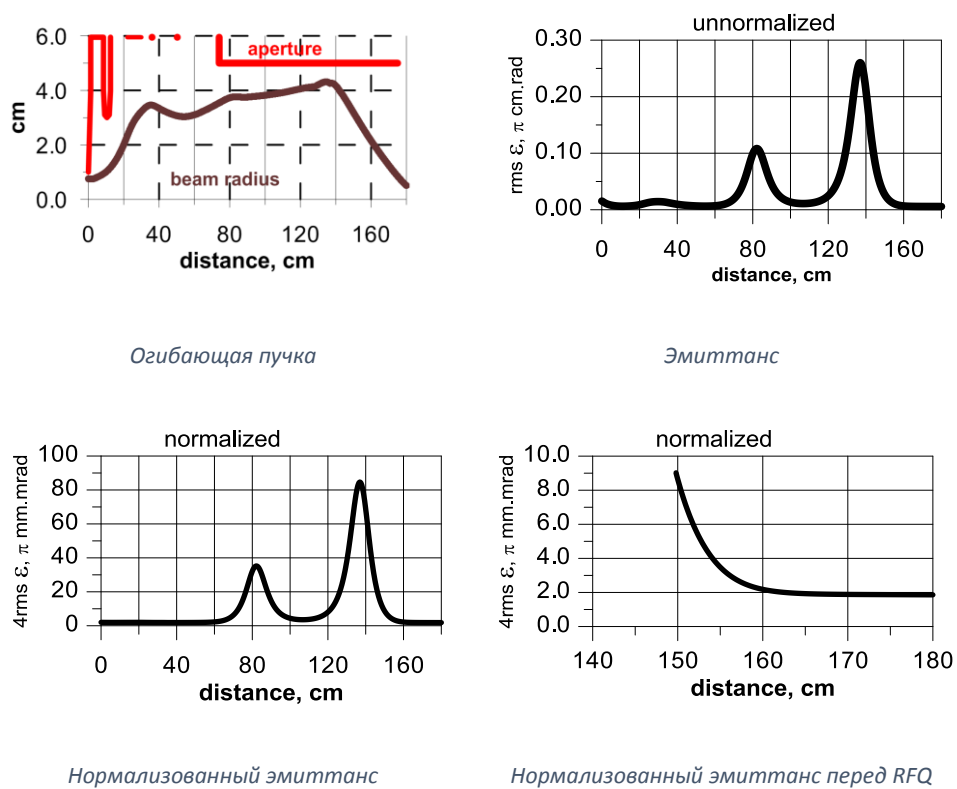 6.0
4.0
2.0
0.0
cm
aperture
beam radius
0 40 80 120 160
distance, cm
Огибающая пучка
unnormalized
0.30
0.20
0.10
0.00
rms ε, π cm.rad
0 40 80 120 160
distance, cm
Эмиттанс
normalized
100
80
60
40
20
0
4rms ε, π mm.mrad
0 40 80 120 160
distance, cm
Нормализованный эмиттанс
normalized
10.0
8.0
6.0
4.0
2.0
0.0
4rms ε, π mm.mrad
140 150 160 170 180
distance, cm
Нормализованный эмиттанс перед RFQ